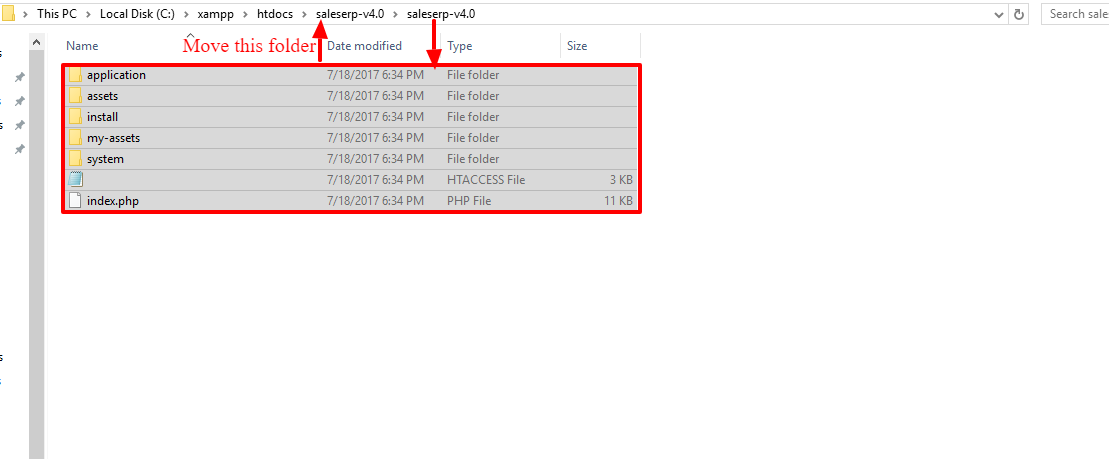 This PC > Local Disk (C:) > xampp > htdocs > saleserp-v4.0 > saleserp-v4.0 Search sale
Move this folder
Name Date modified Type Size
application 7/18/2017 6:34 PM File folder
assets 7/18/2017 6:34 PM File folder
install 7/18/2017 6:34 PM File folder
my-assets 7/18/2017 6:34 PM File folder
system 7/18/2017 6:34 PM File folder
7/18/2017 6:34 PM HTACCESS File 3 KB
index.php 7/18/2017 6:34 PM PHP File 11 KB